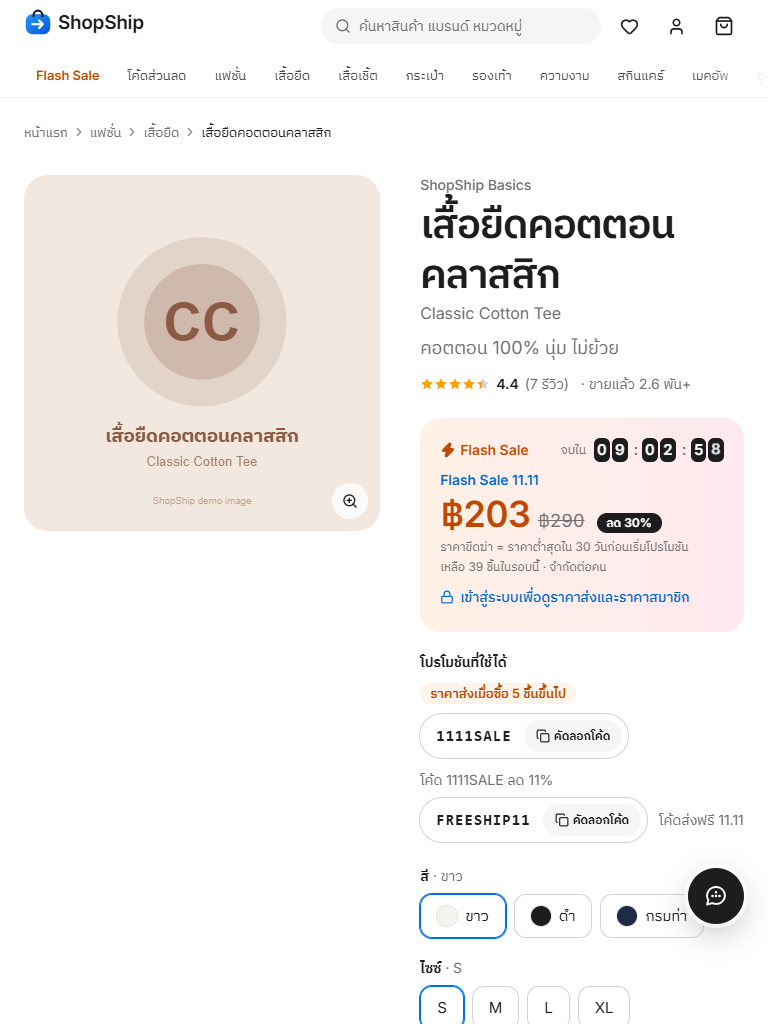 ShopShip
ค้นหาสินค้า แบรนด์ หมวดหมู่
Flash Sale โค้ดส่วนลด แฟชั่น เสื้อยืด เสื้อเชิ้ต กระเป๋า รองเท้า ความงาม สกินแคร์ เมคอัพ
หน้าแรก > แฟชั่น > เสื้อยืด > เสื้อยืดคอตตอนคลาสสิก
CC
เสื้อยืดคอตตอนคลาสสิก
Classic Cotton Tee
ShopShip demo image
ShopShip Basics
เสื้อยืดคอตตอน
คลาสสิก
Classic Cotton Tee
คอตตอน 100% นุ่ม ไม่ย้วย
4.4 (7 รีวิว) · ขายแล้ว 2.6 พัน+
Flash Sale จบใน 09 : 02 : 58
Flash Sale 11.11
฿203 ฿290 ลด 30%
ราคาขีดฆ่า = ราคาต่ำสุดใน 30 วันก่อนเริ่มโปรโมชัน
เหลือ 39 ชิ้นในรอบนี้ · จำกัดต่อคน
เข้าสู่ระบบเพื่อดูราคาส่งและราคาสมาชิก
โปรโมชันที่ใช้ได้
ราคาส่งเมื่อซื้อ 5 ชิ้นขึ้นไป
1111SALE คัดลอกโค้ด
โค้ด 1111SALE ลด 11%
FREESHIP11 คัดลอกโค้ด โค้ดส่งฟรี 11.11
สี · ขาว
ขาว ดำ กรมท่า
ไซซ์ · S
S M L XL